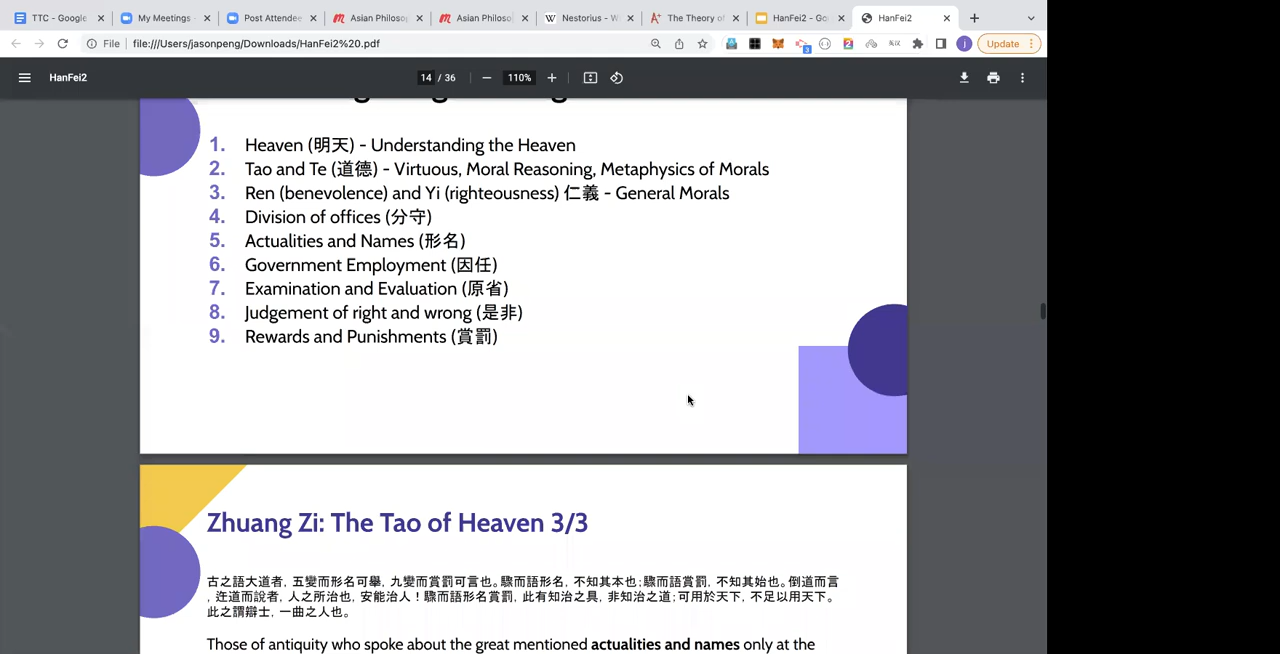 TTC - Google
My Meetings -
Post Attendee
Asian Philosop
Asian Philoso
Nestorius - W
The Theory of
HanFei2 - Go
HanFei2
File
file:///Users/jasonpeng/Downloads/HanFei2%20.pdf
Update
HanFei2
14 / 36
110%
1. Heaven (明天) - Understanding the Heaven
2. Tao and Te (道德) - Virtuous, Moral Reasoning, Metaphysics of Morals
3. Ren (benevolence) and Yi (righteousness) 仁義 - General Morals
4. Division of offices (分守)
5. Actualities and Names (形名)
6. Government Employment (因任)
7. Examination and Evaluation (原省)
8. Judgement of right and wrong (是非)
9. Rewards and Punishments (賞罰)
Zhuang Zi: The Tao of Heaven 3/3
古之語大道者, 五變而形名可舉, 九變而賞罰可言也。驟而語形名, 不知其本也;驟而語賞罰, 不知其始也。倒道而言
, 迕道而說者, 人之所治也, 安能治人！驟而語形名賞罰, 此有知治之具, 非知治之道;可用於天下, 不足以用天下。
此之謂辯士, 一曲之人也。
Those of antiquity who spoke about the great mentioned actualities and names only at the